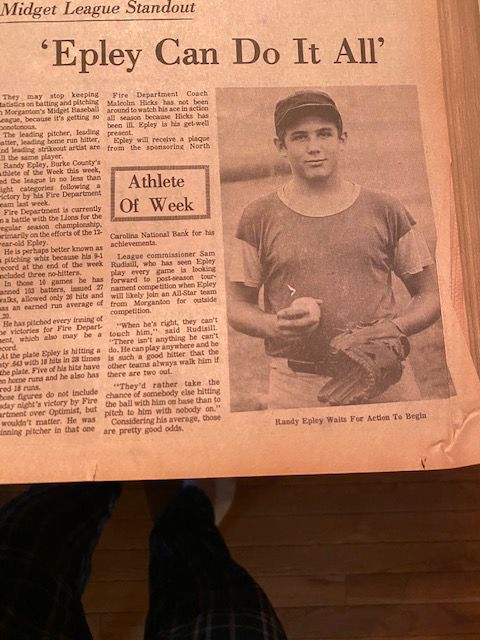 Midget League Standout
'Epley Can Do It All'
They may stop keeping
statistics on batting and pitching
Morganton's Midget Baseball
League, because it's getting so
monotonous.
The leading pitcher, leading
batter, leading home run hitter,
and leading strikeout artist are
all the same player.
Randy Epley, Burke County's
Athlete of the Week this week,
led the league in no less than
eight categories following a
victory by his Fire Department
team last week.
Fire Department is currently
in a battle with the Lions for the
regular season championship,
primarily on the efforts of the
year-old Epley.
He is perhaps better known as
a pitching whiz because his 9-1
record at the end of the week
included three no-hitters.
In those 10 games he has
fanned 103 batters, issued 27
walks, allowed only 26 hits and
has an earned run average of
.20.
He has pitched every inning of
the victories for Fire Depart-
ment, which also may be a
record.
At the plate Epley is hitting a
.643 with 18 hits in 28 times
the plate. Five of his hits have
been home runs and he also has
18 runs.
Those figures do not include
day night's victory by Fire
Department over Optimist, but
wouldn't matter. He was
winning pitcher in that one
Fire Department Coach
Malcolm Hicks has not been
around to watch his ace in action
all season because Hicks has
been ill. Epley is his get-well
present.
Epley will receive a plaque
from the sponsoring North
Athlete
Of Week
Carolina National Bank for his
achievements.
League commissioner Sam
Rudisill, who has seen Epley
play every game is looking
forward to post-season tour-
nament competition when Epley
will likely join an All-Star team
from Morganton for outside
competition.
"When he's right, they can't
touch him," said Rudisill.
"There isn't anything he can't
do. He can play anywhere and he
is such a good hitter that the
other teams always walk him if
there are two out.
"They'd rather take the
chance of somebody else hitting
the ball with him on base than to
pitch to him with nobody on."
Considering his average, those
are pretty good odds.
Randy Epley Waits For Action To Begin